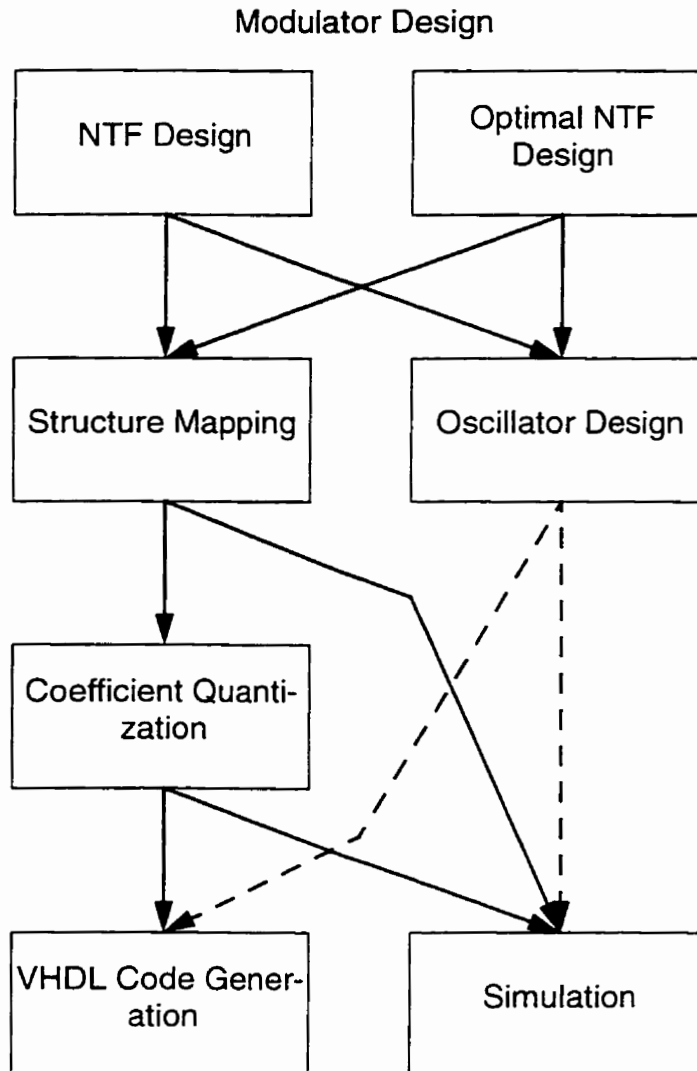 Modulator Design
NTF Design
Optimal NTF
Design
Structure Mapping
Oscillator Design
Coefficient Quanti-
zation
VHDL Code Gener-
ation
Simulation